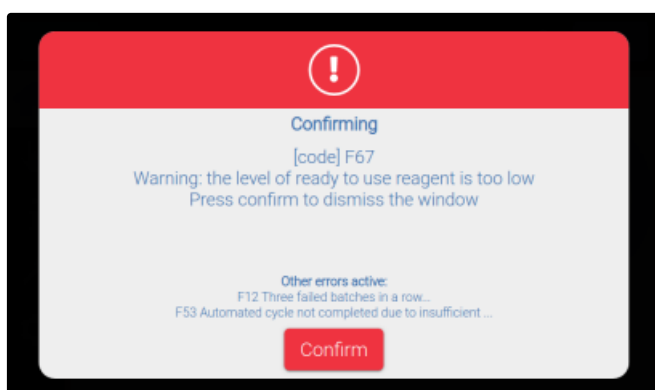 Confirming
[code] F67
Warning: the level of ready to use reagent is too low
Press confirm to dismiss the window
Other errors active:
F12 Three failed batches in a row...
F53 Automated cycle not completed due to insufficient ...
Confirm